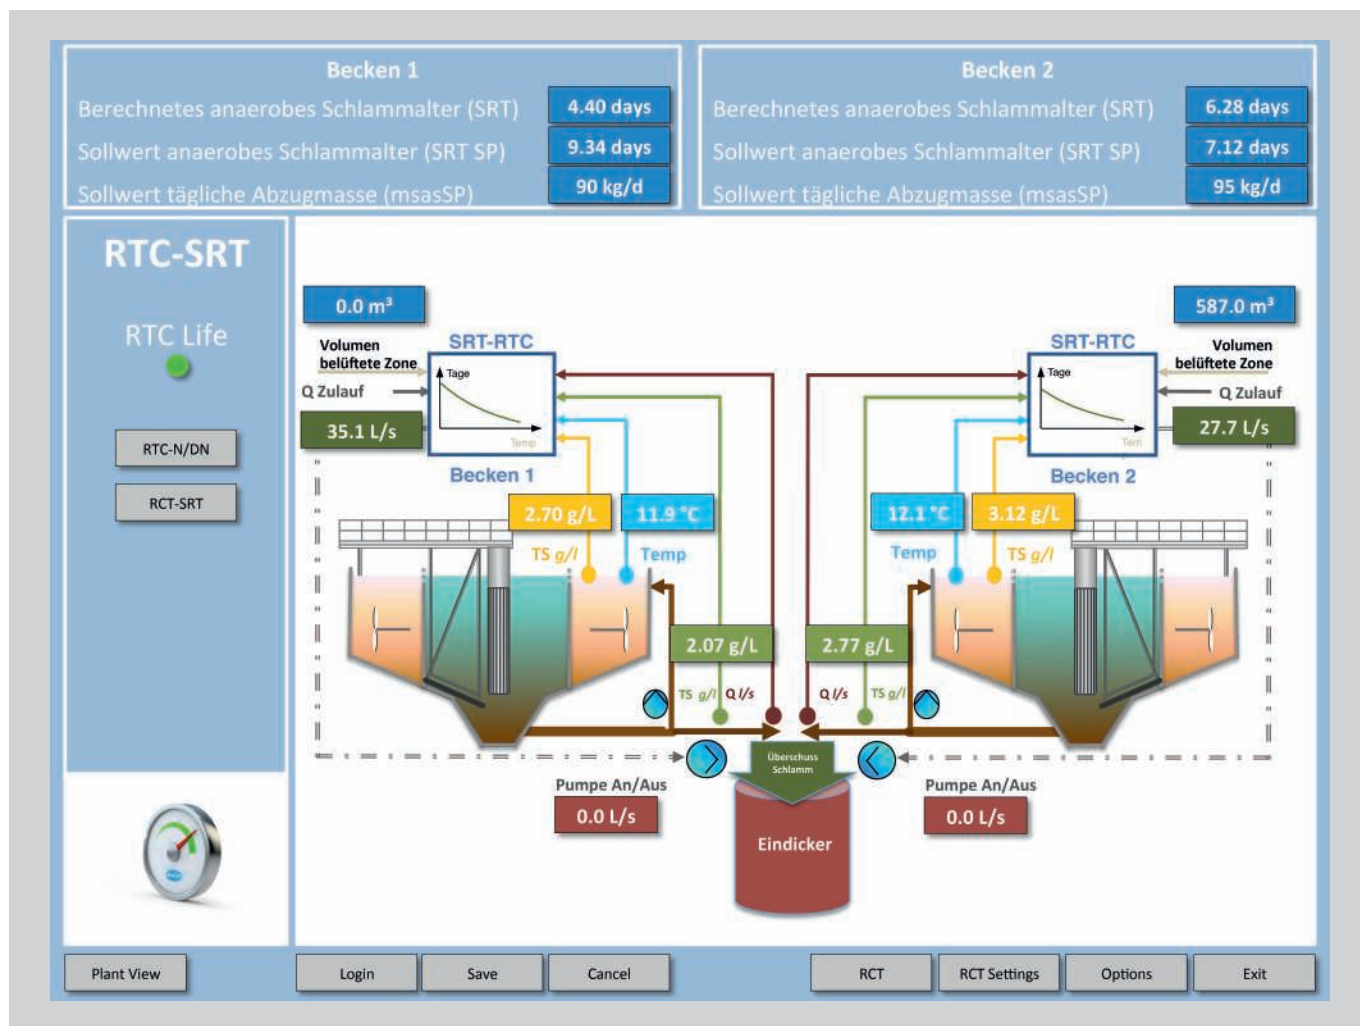 Becken 1
Berechnetes anaerobes Schlammalter (SRT) 4.40 days
Sollwert anaerobes Schlammalter (SRT SP) 9.34 days
Sollwert tägliche Abzugmasse (msasSP) 90 kg/d
Becken 2
Berechnetes anaerobes Schlammalter (SRT) 6.28 days
Sollwert anaerobes Schlammalter (SRT SP) 7.12 days
Sollwert tägliche Abzugmasse (msasSP) 95 kg/d
RTC-SRT
RTC Life
RTC-N/DN
RCT-SRT
0.0 m³
Volumen
belüftete Zone
Q Zulauf
35.1 L/s
SRT-RTC
Tage
Temp
Becken 1
2.70 g/L
11.9 °C
TS g/l
Temp
2.07 g/L
TS g/l
Q l/s
587.0 m³
Volumen
belüftete Zone
Q Zulauf
27.7 L/s
SRT-RTC
Tage
Tem
Becken 2
12.1 °C
3.12 g/L
Temp
TS g/l
2.77 g/L
Q l/s
TS g/l
Überschuss
Schlamm
Pumpe An/Aus
0.0 L/s
Pumpe An/Aus
0.0 L/s
Eindicker
Plant View
Login
Save
Cancel
RCT
RCT Settings
Options
Exit